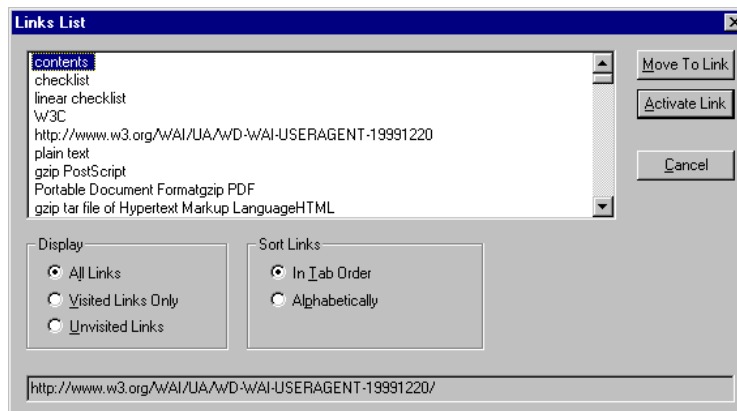 Links List
contents
checklist
linear checklist
W3C
http://www.w3.org/WAI/UA/WD-WAI-USERAGENT-19991220
plain text
gzip PostScript
Portable Document Formatgzip PDF
gzip tar file of Hypertext Markup LanguageHTML
Move To Link
Activate Link
Cancel
Display
All Links
Visited Links Only
Unvisited Links
Sort Links
In Tab Order
Alphabetically
http://www.w3.org/WAI/UA/WD-WAI-USERAGENT-19991220/